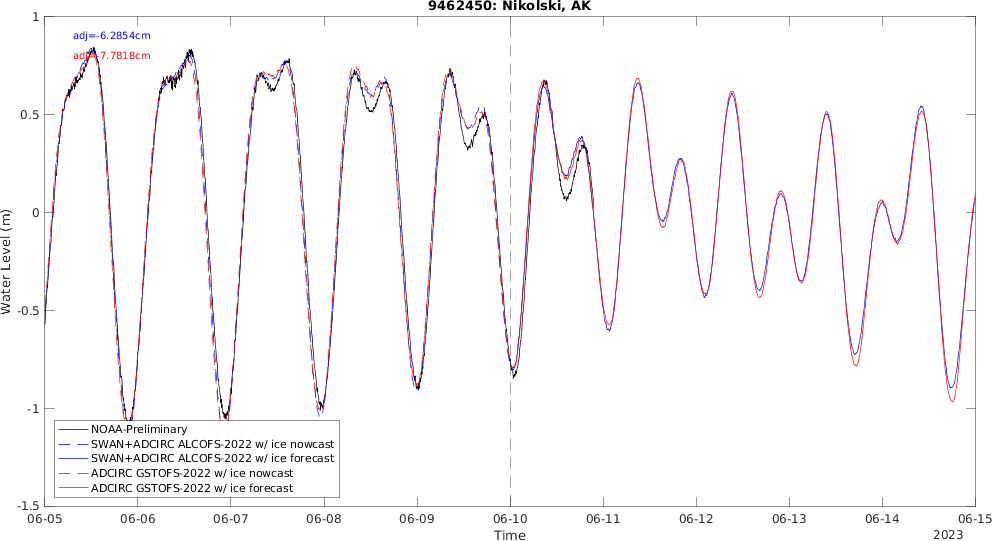 9462450: Nikolski, AK
adj=-6.2854cm
adj=-7.7818cm
Water Level (m)
1
0.5
0
-0.5
-1
-1.5
NOAA-Preliminary
SWAN+ADCIRC ALCOFS-2022 w/ ice nowcast
SWAN+ADCIRC ALCOFS-2022 w/ ice forecast
ADCIRC GSTOFS-2022 w/ ice nowcast
ADCIRC GSTOFS-2022 w/ ice forecast
06-05 06-06 06-07 06-08 06-09 06-10 06-11 06-12 06-13 06-14 06-15
Time
2023